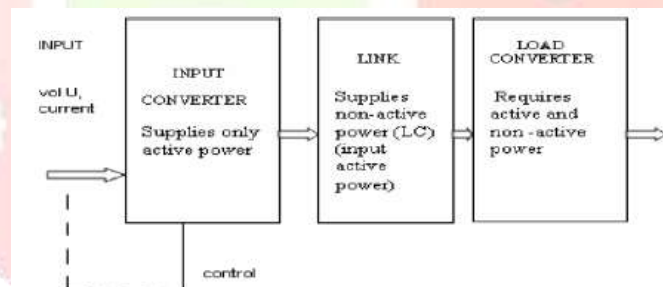 INPUT
vol U,
current
INPUT
CONVERTER
Supplies only
active power
LINK
Supplies
non-active
power (LC)
(input
active
power)
LOAD
CONVERTER
Requires
active and
non -active
power
control